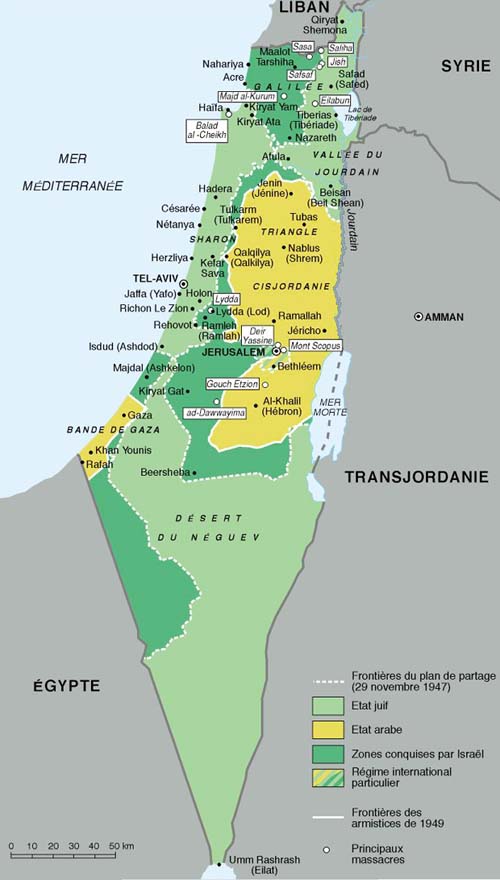 LIBAN
Qiryat
Shemona
Sasa
Saliha
Maalot
Tarshiha
Jish
SYRIE
Nahariya
Safsaf
Safad
(Safed)
Acre
GALILÉE
Majd al-Kurum
Eilabun
Haïfa
Kiryat Yam
Lac de
Tibériade
Kiryat Ata
Tiberias
(Tibériade)
Balad
al-Cheikh
Nazareth
MER
MÉDITERRANÉE
Afula
VALLÉE DU
JOURDAIN
Jenin
(Jénine)
Beisan
(Beit Shean)
Hadera
Césarée
Tulkarm
(Tulkarem)
Tubas
Jourdain
Nétanya
TRIANGLE
SHARON
Qalqilya
(Qalkilya)
Nablus
(Shrem)
Herzliya
Kefar
Sava
TEL-AVIV
CISJORDANIE
Jaffa (Yafo)
Holon
Lydda
Richon Le Zion
Lydda (Lod)
Ramallah
AMMAN
Rehovot
Ramleh
(Ramlah)
Deir
Yassine
Jéricho
Isdud (Ashdod)
JERUSALEM
Mont Scopus
Majdal (Ashkelon)
Bethléem
Kiryat Gat
Gouch Etzion
MER
MORTE
ad-Dawwayima
Al-Khalil
(Hébron)
Gaza
BANDE DE GAZA
Khan Younis
Rafah
Beersheba
TRANSJORDANIE
DÉSERT
DU NÉGUEV
ÉGYPTE
Frontières du plan de partage
(29 novembre 1947)
Etat juif
Etat arabe
Zones conquises par Israël
Régime international
particulier
Frontières des
armistices de 1949
Principaux
massacres
0 10 20 30 40 50 km
Umm Rashrash
(Eilat)